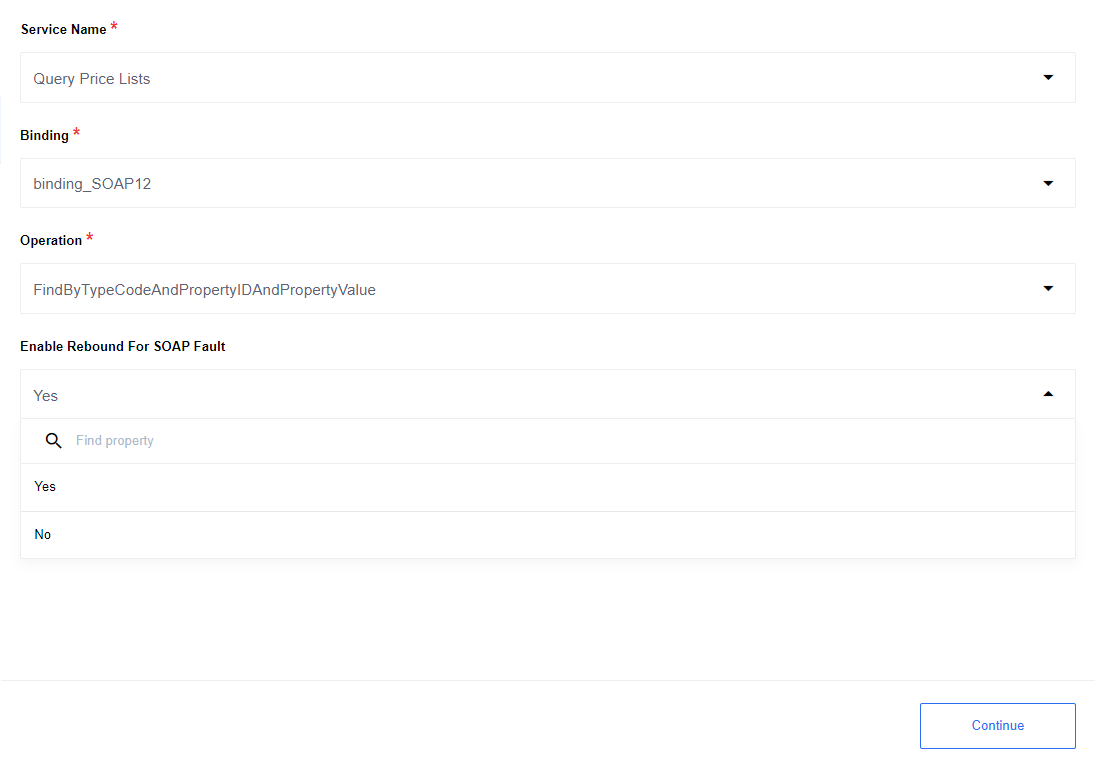 Service Name *
Query Price Lists
Binding *
binding_SOAP12
Operation *
FindByTypeCodeAndPropertyIDAndPropertyValue
Enable Rebound For SOAP Fault
Yes
Find property
Yes
No
Continue